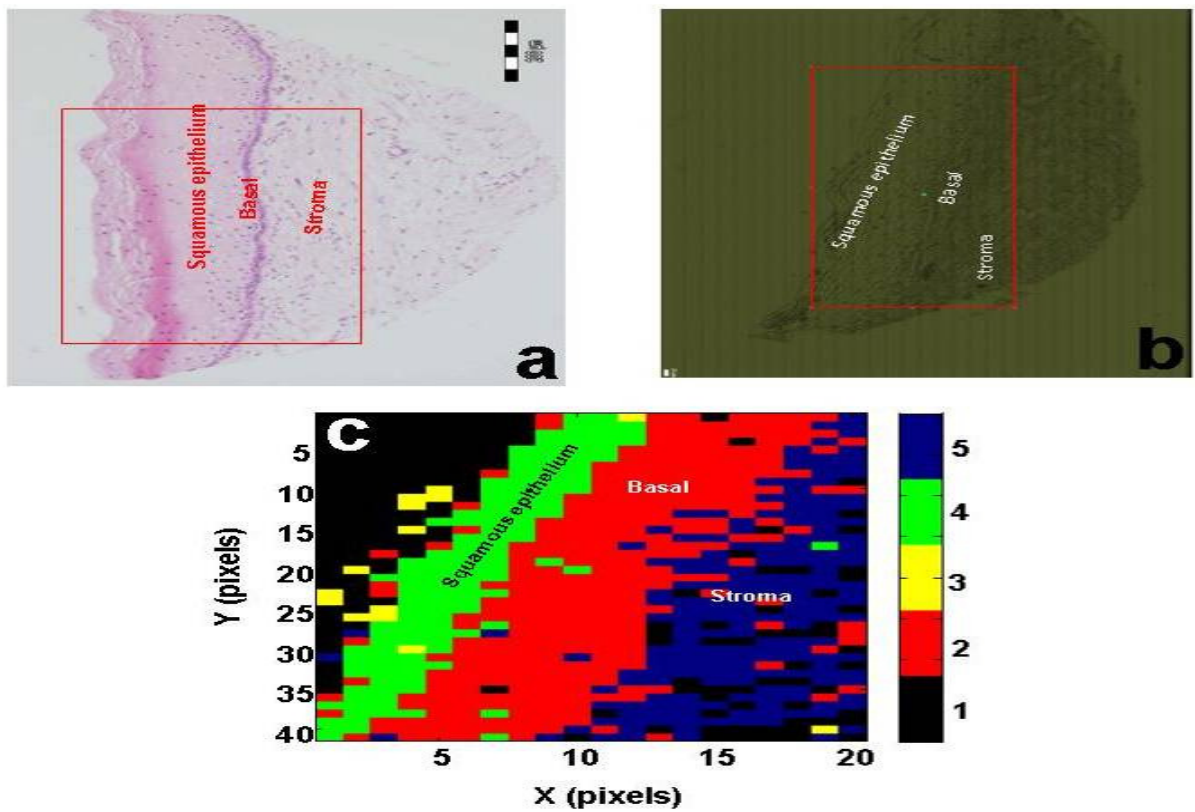 Squamous epithelium
Basal
Stroma
a
Squamous epithelium
Basal
Stroma
b
c
Squamous epithelium
Basal
Stroma
5
10
15
20
25
30
35
40
Y (pixels)
5
10
15
20
X (pixels)
5
4
3
2
1